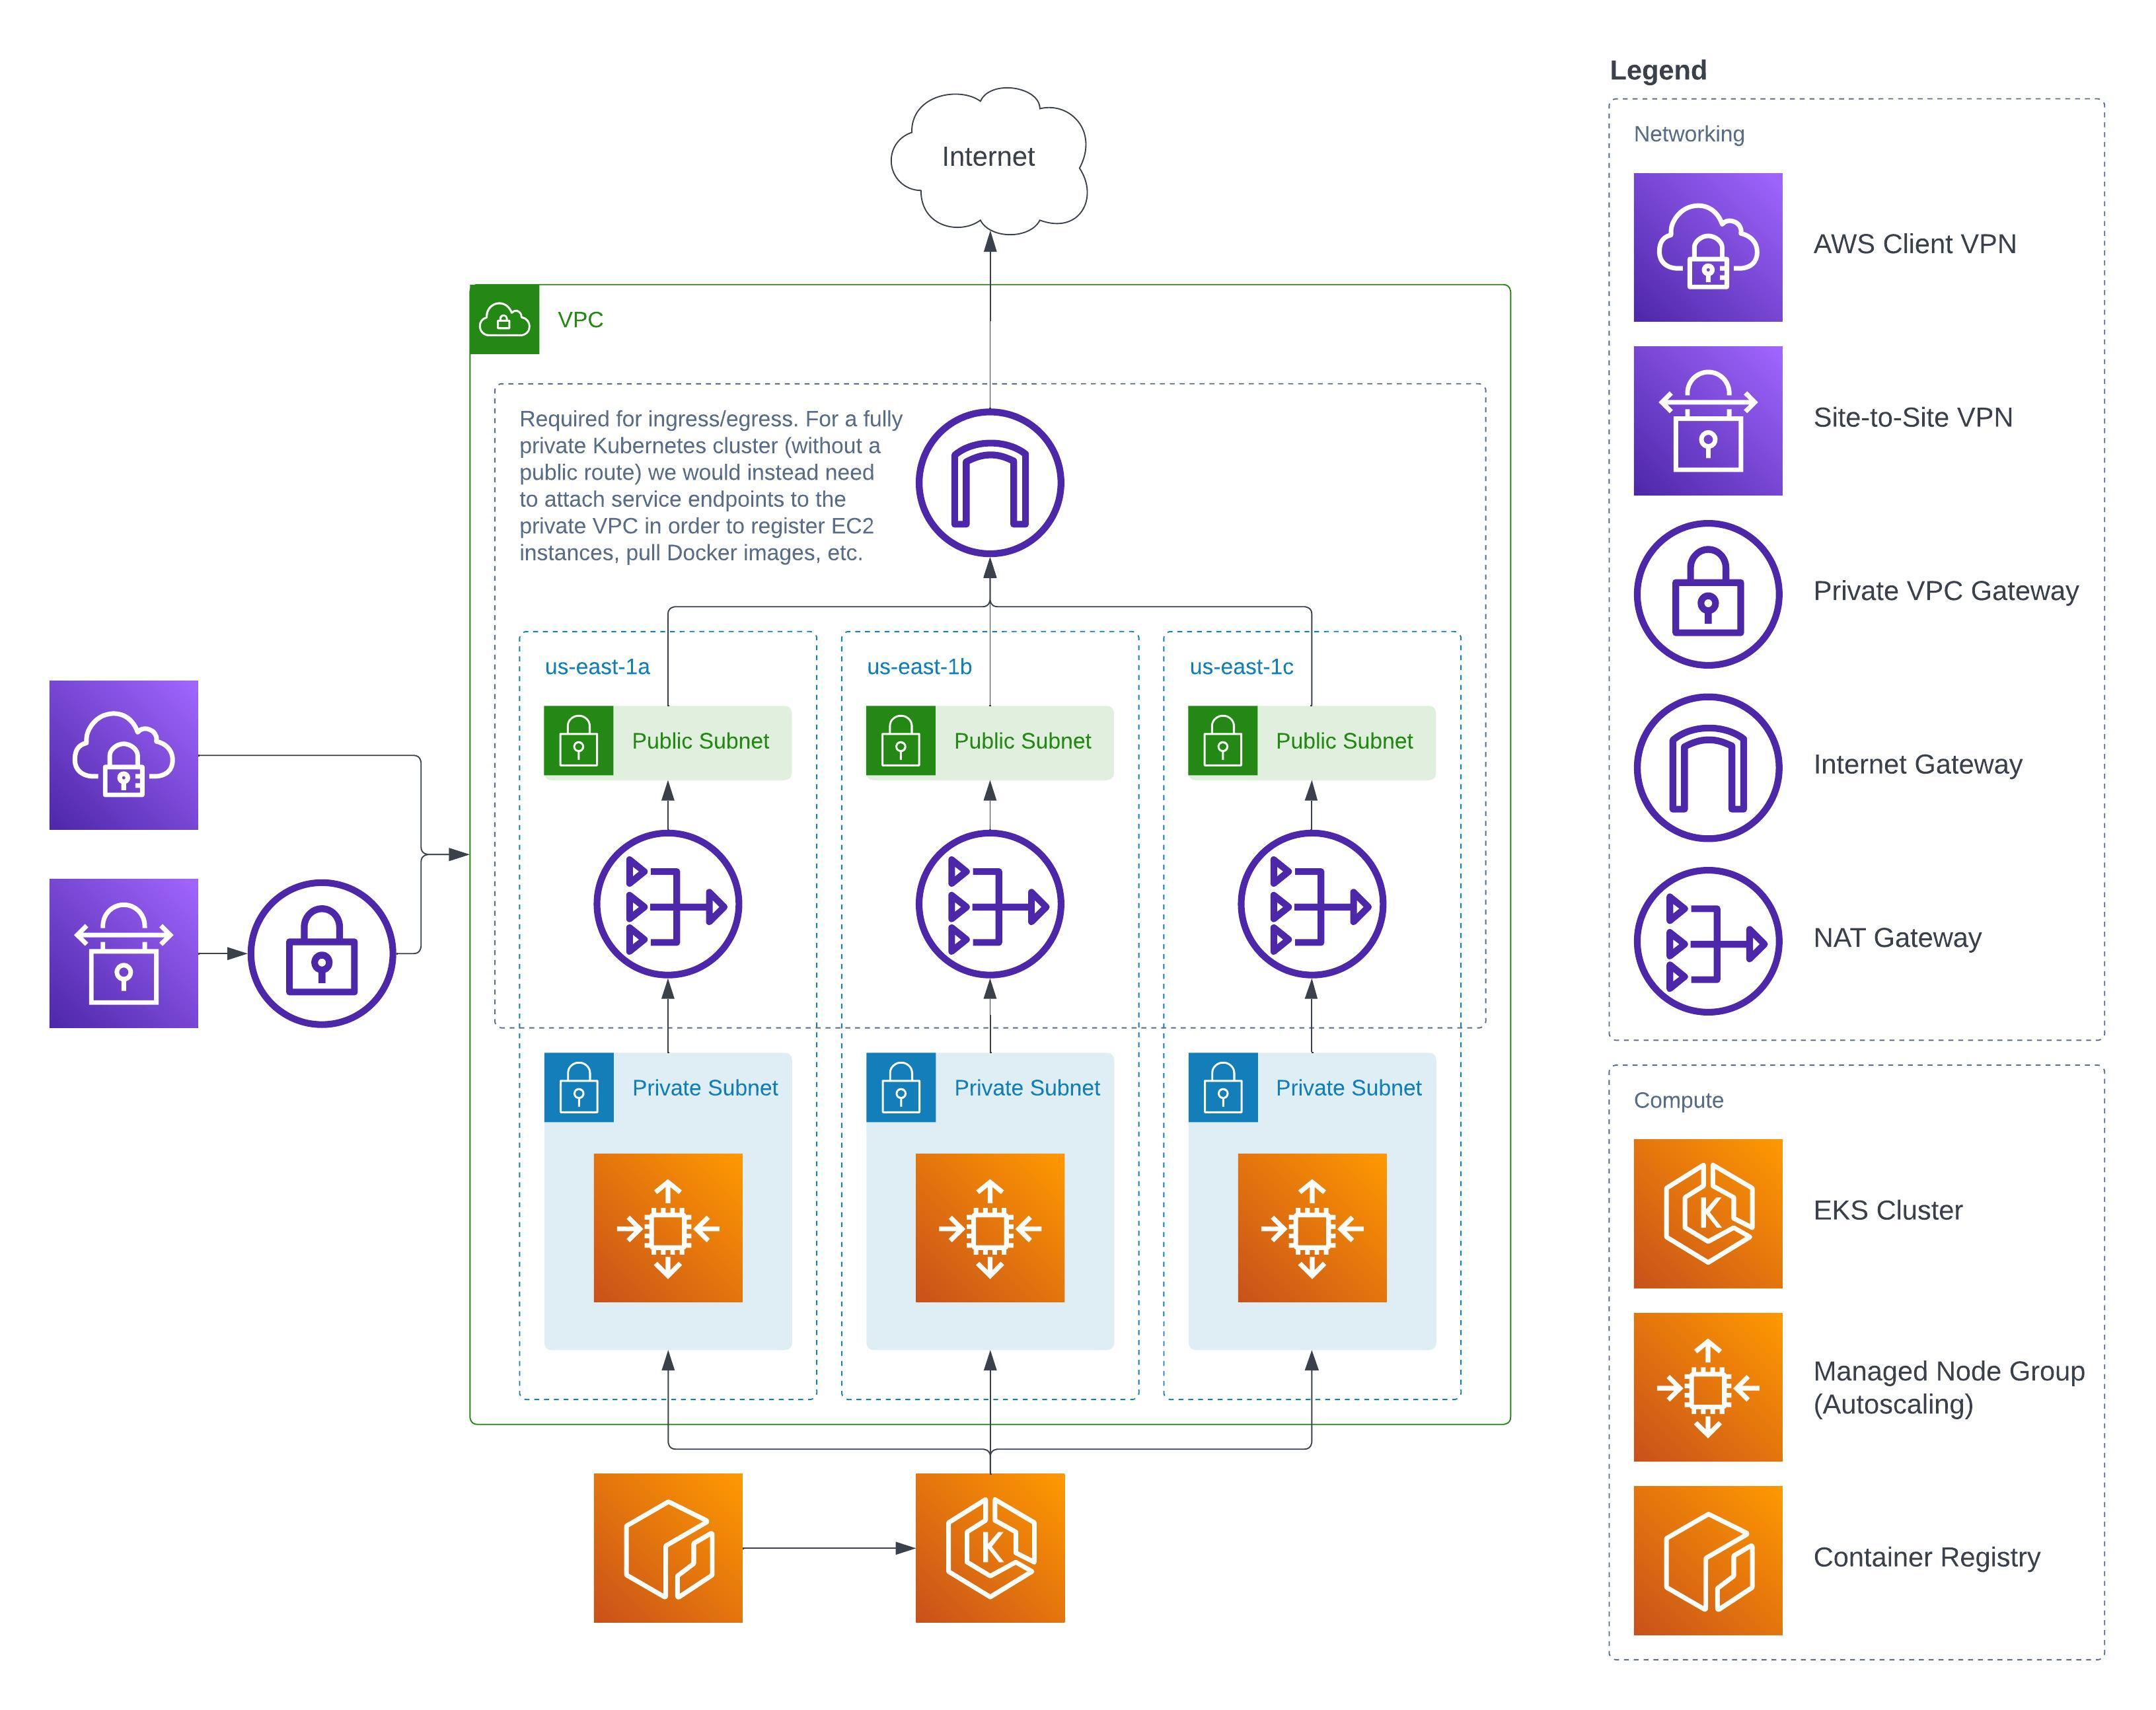 Internet
VPC
Required for ingress/egress. For a fully
private Kubernetes cluster (without a
public route) we would instead need
to attach service endpoints to the
private VPC in order to register EC2
instances, pull Docker images, etc.
us-east-1a
us-east-1b
us-east-1c
Public Subnet
Public Subnet
Public Subnet
Private Subnet
Private Subnet
Private Subnet
K
Legend
Networking
AWS Client VPN
Site-to-Site VPN
Private VPC Gateway
Internet Gateway
NAT Gateway
Compute
K
EKS Cluster
Managed Node Group
(Autoscaling)
Container Registry